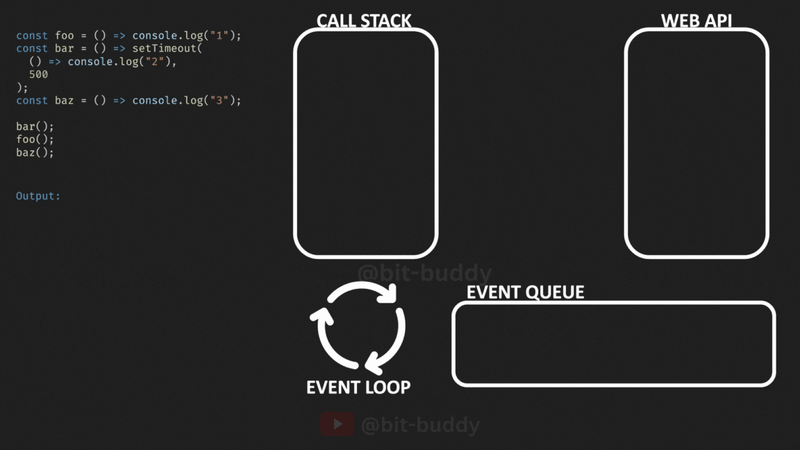 const foo = () => console.log("1");
const bar = () => setTimeout(
  () => console.log("2"),
  500
);
const baz = () => console.log("3");

bar();
foo();
baz();

Output:
CALL STACK
WEB API
@bit-buddy
EVENT QUEUE
EVENT LOOP
@bit-buddy